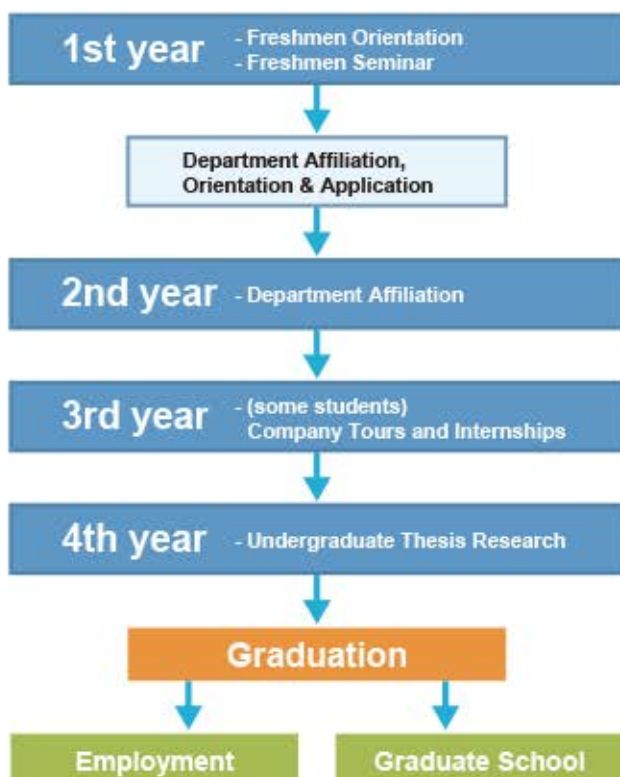 1st year
- Freshmen Orientation
- Freshmen Seminar
Department Affiliation,
Orientation & Application
2nd year
- Department Affiliation
3rd year
- (some students)
Company Tours and Internships
4th year
- Undergraduate Thesis Research
Graduation
Employment
Graduate School